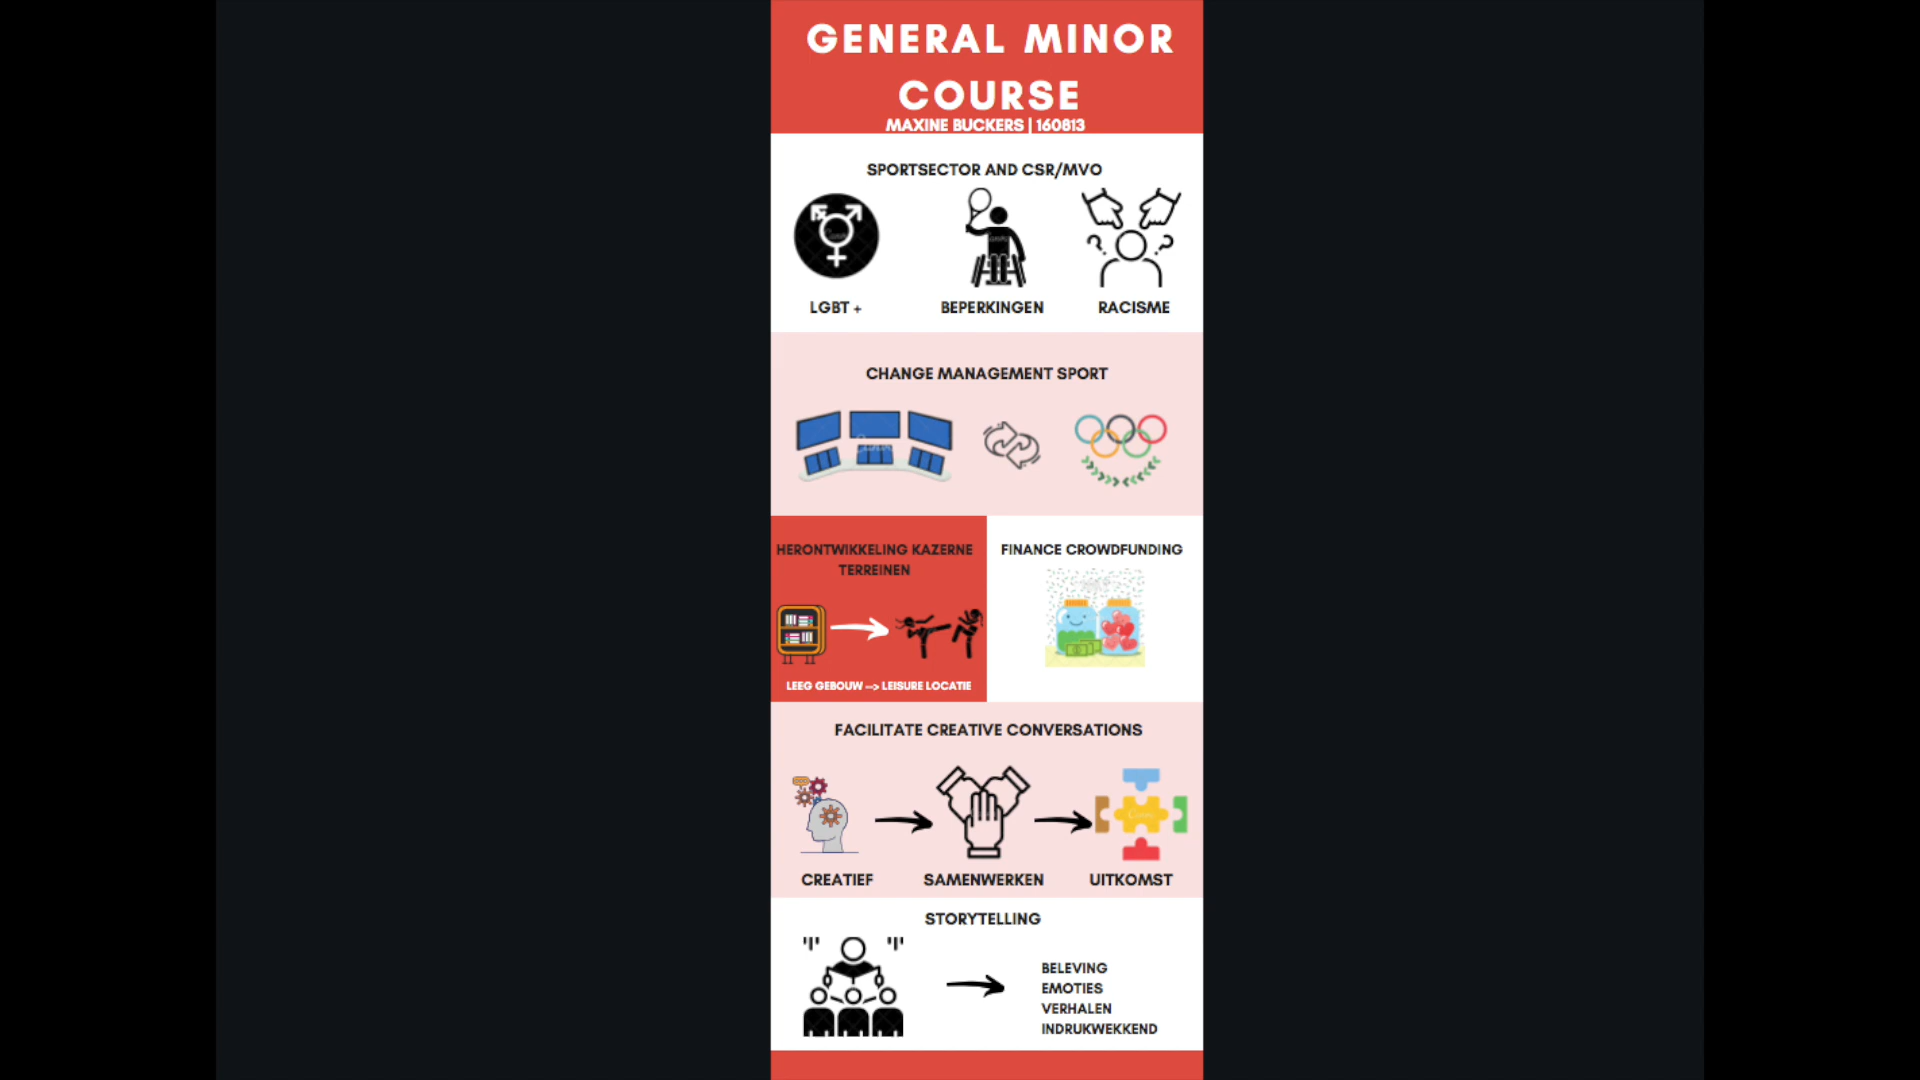 GENERAL MINOR
COURSE
MAXINE BUCKERS | 160813
SPORTSECTOR AND CSR/MVO
LGBT +
BEPERKINGEN
RACISME
CHANGE MANAGEMENT SPORT
HERONTWIKKELING KAZERNE
TERREINEN
LEEG GEBOUW --> LEISURE LOCATIE
FINANCE CROWDFUNDING
FACILITATE CREATIVE CONVERSATIONS
CREATIEF
SAMENWERKEN
UITKOMST
STORYTELLING
BELEVING
EMOTIES
VERHALEN
INDRUKWEKKEND